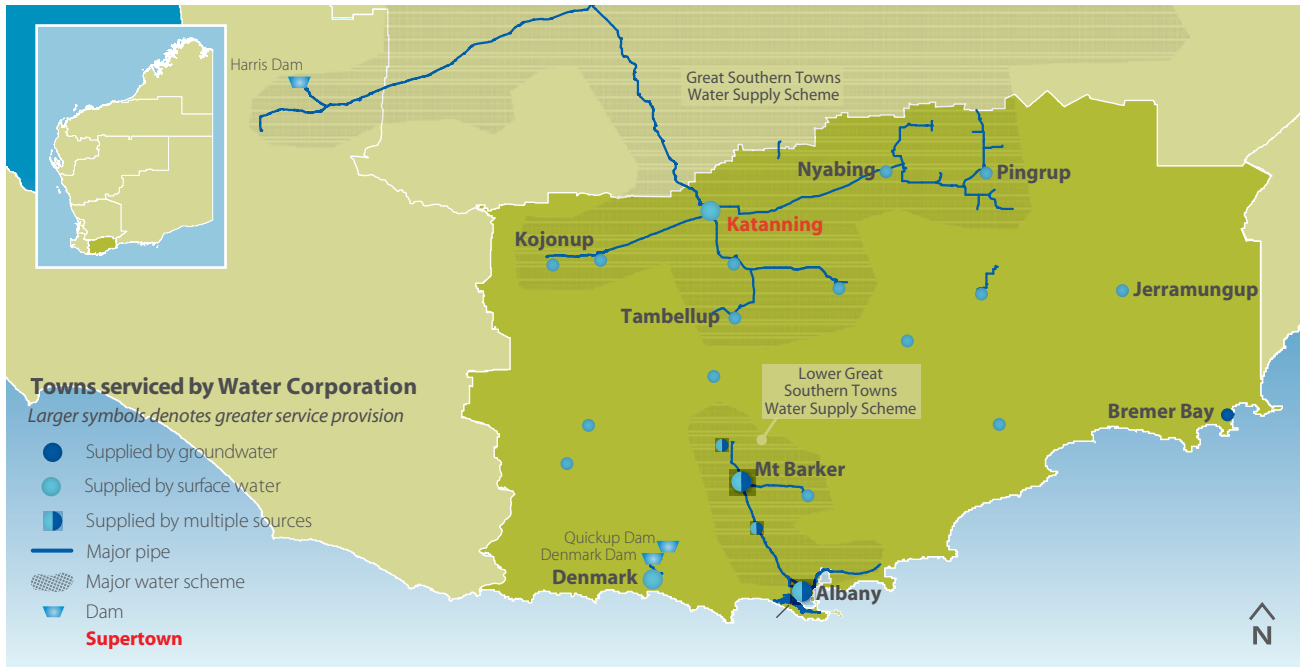 Harris Dam
Great Southern Towns
Water Supply Scheme
Nyabing
Pingrup
Katanning
Kojonup
Jerramungup
Tambellup
Lower Great
Southern Towns
Water Supply Scheme
Bremer Bay
Mt Barker
Quickup Dam
Denmark Dam
Denmark
Albany
Towns serviced by Water Corporation
Larger symbols denotes greater service provision
Supplied by groundwater
Supplied by surface water
Supplied by multiple sources
Major pipe
Major water scheme
Dam
Supertown
N